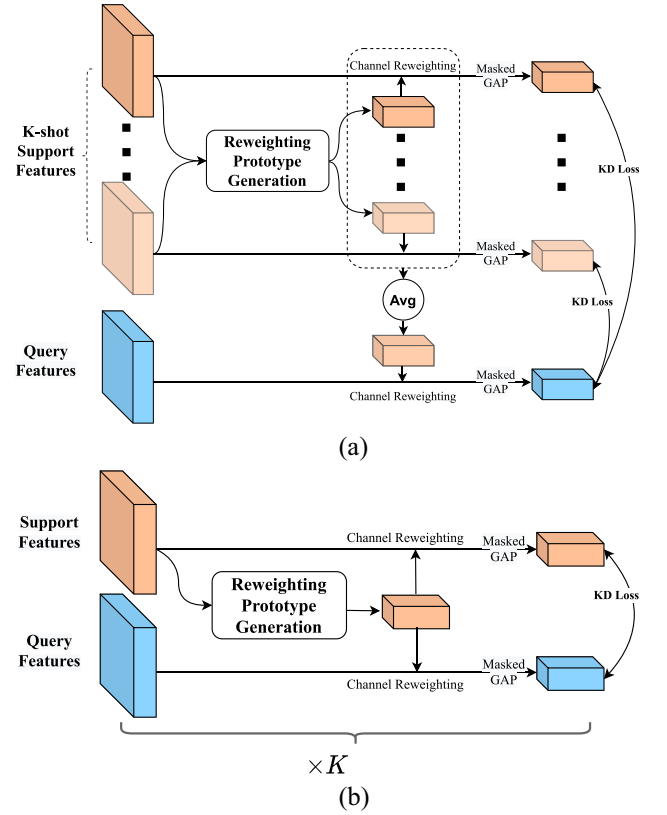 Channel Reweighting
Masked
GAP
K-shot
Support
Features
Reweighting
Prototype
Generation
KD Loss
Masked
GAP
KD Loss
Avg
Query
Features
Masked
GAP
Channel Reweighting
(a)
Support
Features
Channel Reweighting
Masked
GAP
Reweighting
Prototype
Generation
KD Loss
Query
Features
Masked
GAP
Channel Reweighting
×K
(b)